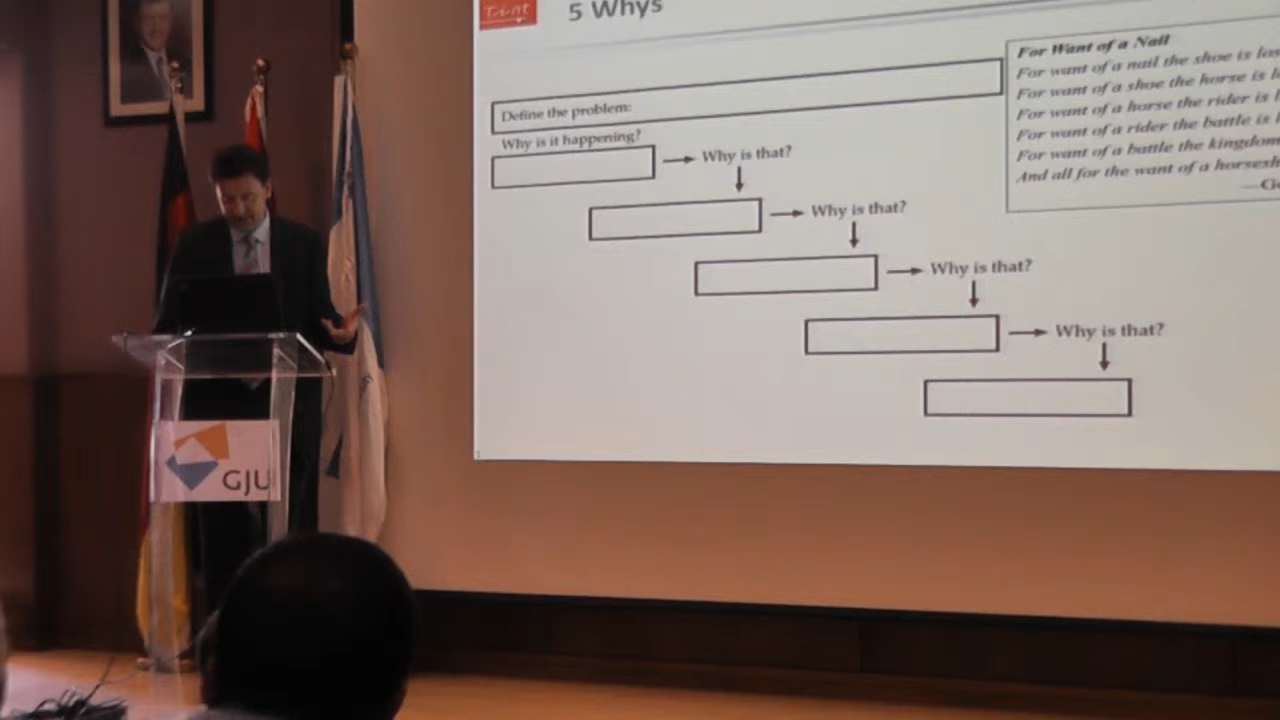 5 Whys
Define the problem:
Why is it happening?
Why is that?
Why is that?
Why is that?
Why is that?
For Want of a Nail
For want of a nail the shoe is los
For want of a shoe the horse is l
For want of a horse the rider is l
For want of a rider the battle is l
For want of a battle the kingdom
And all for the want of a horsesh
GJU